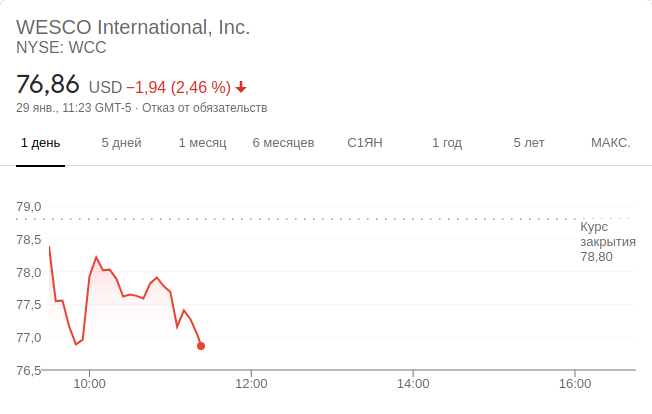 WESCO International, Inc.
NYSE: WCC
76,86 USD −1,94 (2,46 %)
29 янв., 11:23 GMT-5 · Отказ от обязательств
1 день 5 дней 1 месяц 6 месяцев С1ЯН 1 год 5 лет МАКС.
79,0
Курс
78,5
закрытия
78,80
78,0
77,5
77,0
76,5
10:00 12:00 14:00 16:00